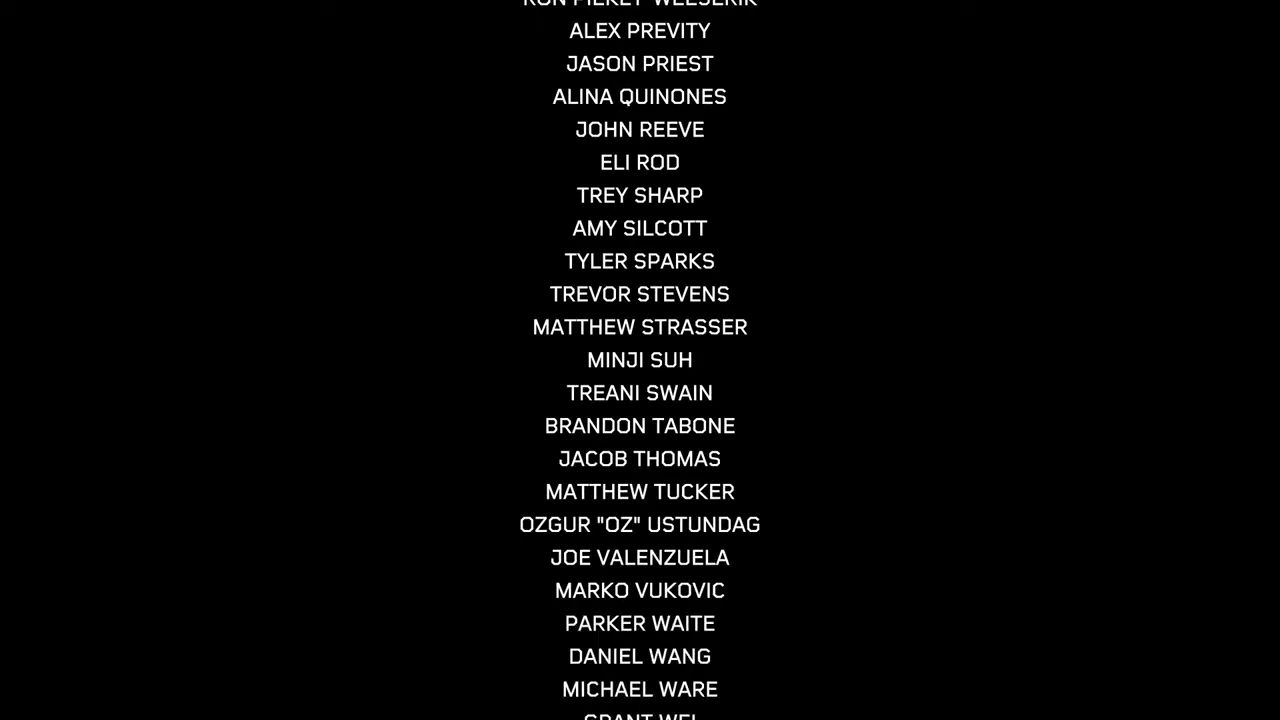 ALEX PREVITY
JASON PRIEST
ALINA QUINONES
JOHN REEVE
ELI ROD
TREY SHARP
AMY SILCOTT
TYLER SPARKS
TREVOR STEVENS
MATTHEW STRASSER
MINJI SUH
TREANI SWAIN
BRANDON TABONE
JACOB THOMAS
MATTHEW TUCKER
OZGUR "OZ" USTUNDAG
JOE VALENZUELA
MARKO VUKOVIC
PARKER WAITE
DANIEL WANG
MICHAEL WARE
GRANT